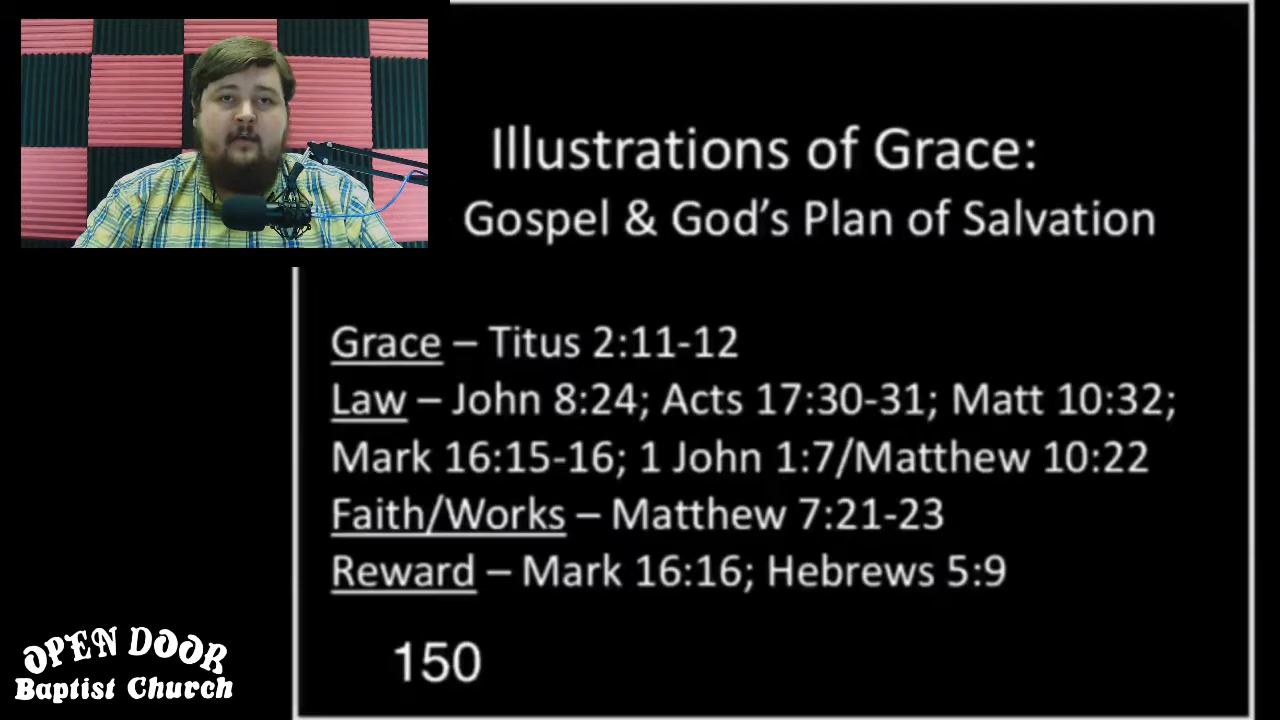 Illustrations of Grace:
Gospel & God's Plan of Salvation
Grace – Titus 2:11-12
Law – John 8:24; Acts 17:30-31; Matt 10:32;
Mark 16:15-16; 1 John 1:7/Matthew 10:22
Faith/Works – Matthew 7:21-23
Reward – Mark 16:16; Hebrews 5:9
150
OPEN DOOR
Baptist Church